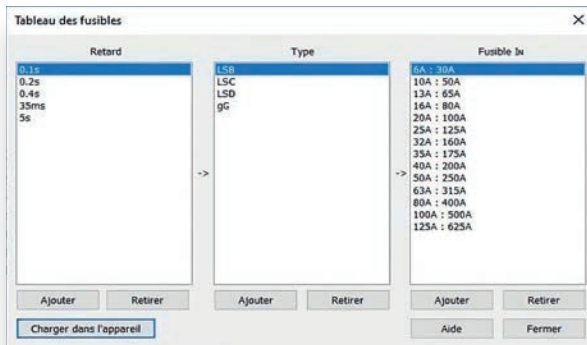 Tableau des fusibles
Retard
0.1s
0.2s
0.4s
35ms
5s
Ajouter Retirer
->
Type
LSB
LSC
LSD
gG
Ajouter Retirer
->
Fusible IN
6A : 30A
10A : 50A
13A : 65A
16A : 80A
20A : 100A
25A : 125A
32A : 160A
35A : 175A
40A : 200A
50A : 250A
63A : 315A
80A : 400A
100A : 500A
125A : 625A
Ajouter Retirer
Charger dans l'appareil
Aide Fermer